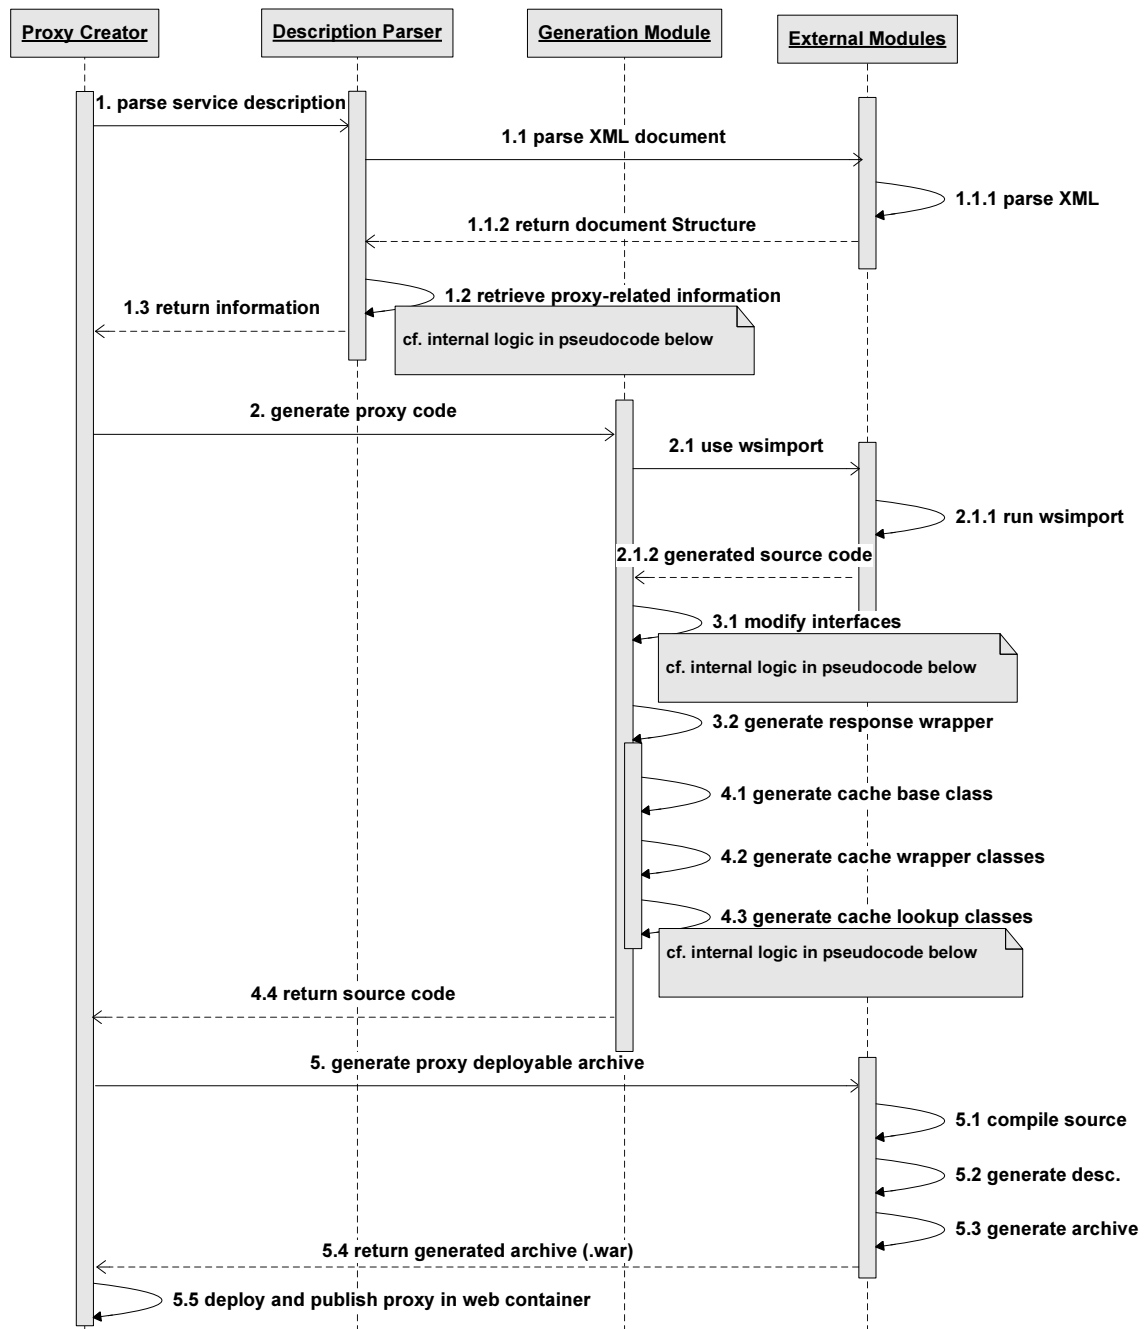 Proxy Creator
Description Parser
Generation Module
External Modules
1. parse service description
1.1 parse XML document
1.1.1 parse XML
1.1.2 return document Structure
1.2 retrieve proxy-related information
1.3 return information
cf. internal logic in pseudocode below
2. generate proxy code
2.1 use wsimport
2.1.1 run wsimport
2.1.2 generated source code
3.1 modify interfaces
cf. internal logic in pseudocode below
3.2 generate response wrapper
4.1 generate cache base class
4.2 generate cache wrapper classes
4.3 generate cache lookup classes
cf. internal logic in pseudocode below
4.4 return source code
5. generate proxy deployable archive
5.1 compile source
5.2 generate desc.
5.3 generate archive
5.4 return generated archive (.war)
5.5 deploy and publish proxy in web container